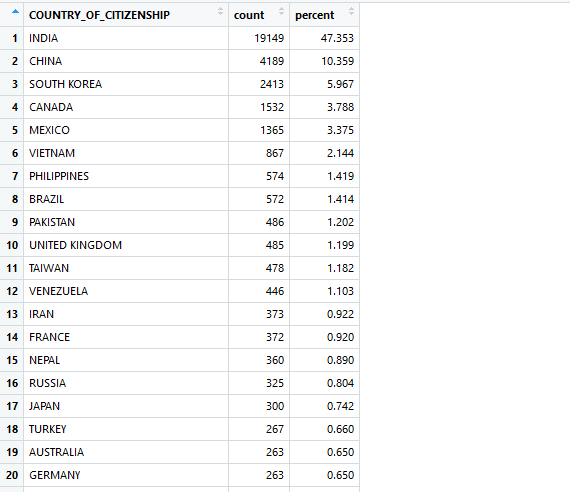 COUNTRY_OF_CITIZENSHIP count percent
1 INDIA 19149 47.353
2 CHINA 4189 10.359
3 SOUTH KOREA 2413 5.967
4 CANADA 1532 3.788
5 MEXICO 1365 3.375
6 VIETNAM 867 2.144
7 PHILIPPINES 574 1.419
8 BRAZIL 572 1.414
9 PAKISTAN 486 1.202
10 UNITED KINGDOM 485 1.199
11 TAIWAN 478 1.182
12 VENEZUELA 446 1.103
13 IRAN 373 0.922
14 FRANCE 372 0.920
15 NEPAL 360 0.890
16 RUSSIA 325 0.804
17 JAPAN 300 0.742
18 TURKEY 267 0.660
19 AUSTRALIA 263 0.650
20 GERMANY 263 0.650